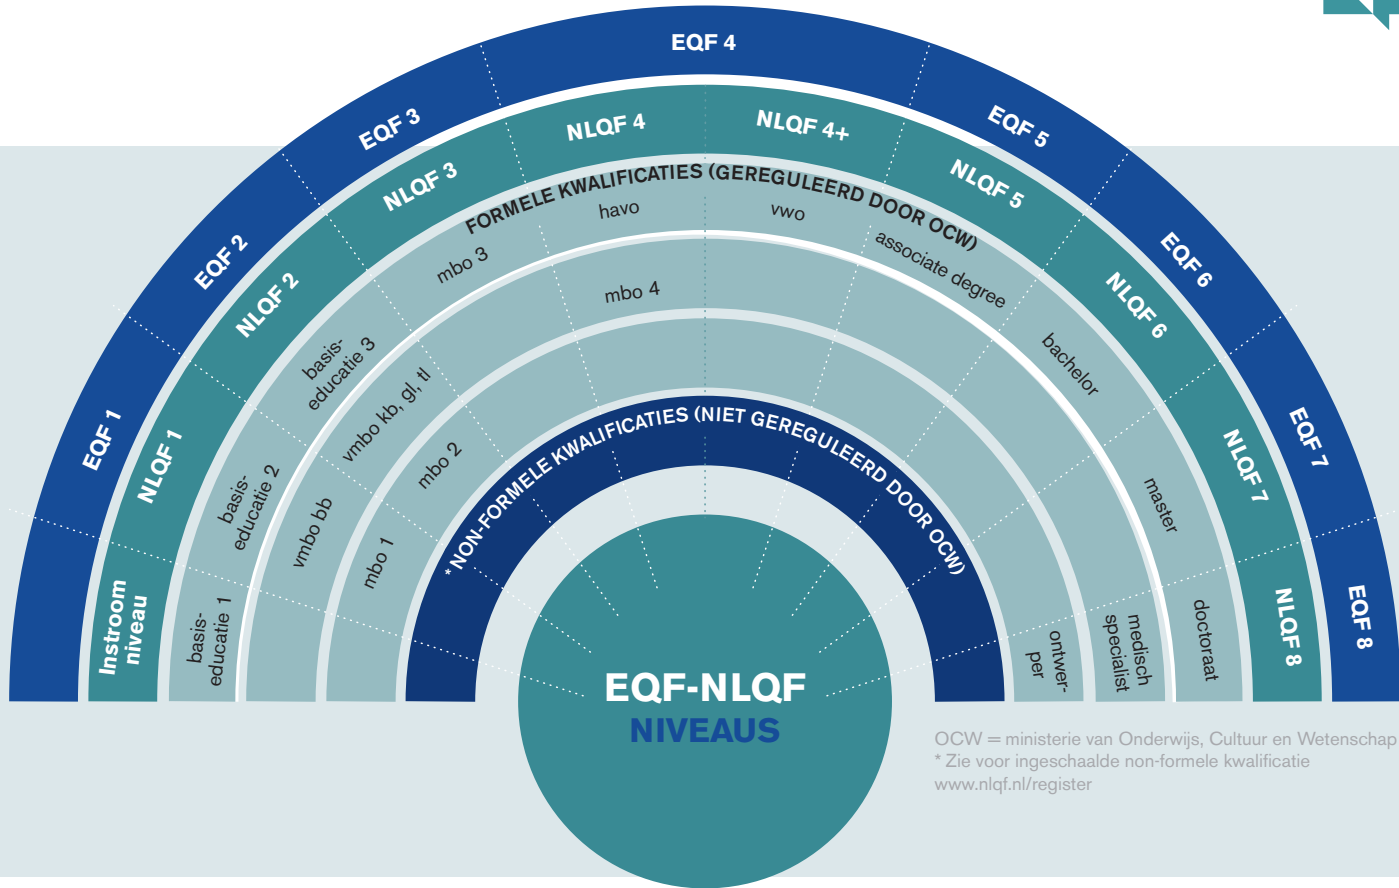 EQF 1
EQF 2
EQF 3
EQF 4
EQF 5
EQF 6
EQF 7
EQF 8
Instroom
niveau
NLQF 1
NLQF 2
NLQF 3
NLQF 4
NLQF 4+
NLQF 5
NLQF 6
NLQF 7
NLQF 8
FORMELE KWALIFICATIES (GEREGULEERD DOOR OCW)
basis-
educatie 1
basis-
educatie 2
basis-
educatie 3
mbo 3
havo
vwo
associate degree
bachelor
master
doctoraat
vmbo bb
vmbo kb, gl, tl
mbo 4
medisch
specialist
mbo 1
mbo 2
ontwer-
per
* NON-FORMELE KWALIFICATIES (NIET GEREGULEERD DOOR OCW)
EQF-NLQF
NIVEAUS
OCW = ministerie van Onderwijs, Cultuur en Wetenschap
* Zie voor ingeschaalde non-formele kwalificatie
www.nlqf.nl/register